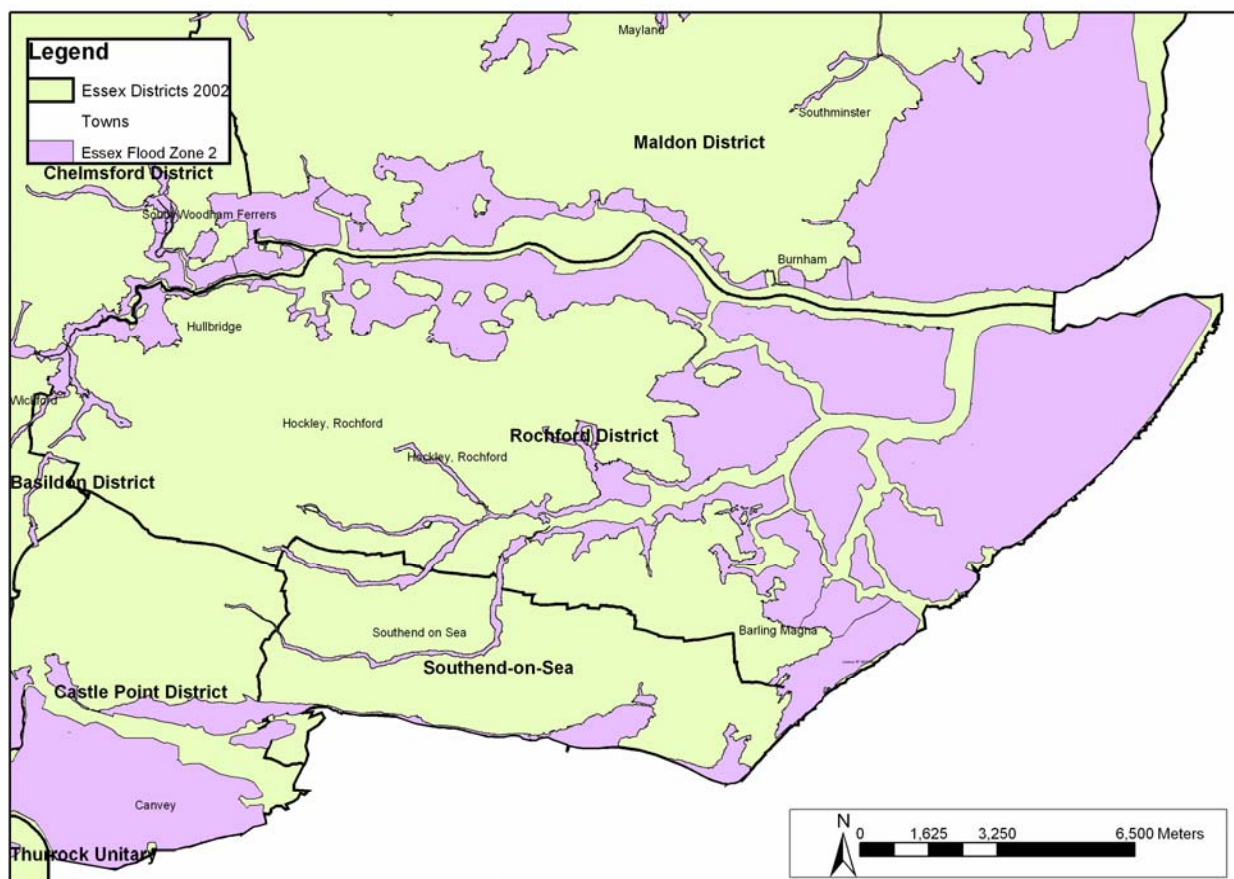 Legend
Essex Districts 2002
Towns
Essex Flood Zone 2
Mayland
Southminster
Maldon District
Chelmsford District
South Woodham Ferrers
Burnham
Hullbridge
Wickford
Hockley, Rochford
Rochford District
Hockley, Rochford
Basildon District
Southend on Sea
Barling Magna
Southend-on-Sea
Castle Point District
Canvey
Thurrock Unitary
N
0 1,625 3,250 6,500 Meters